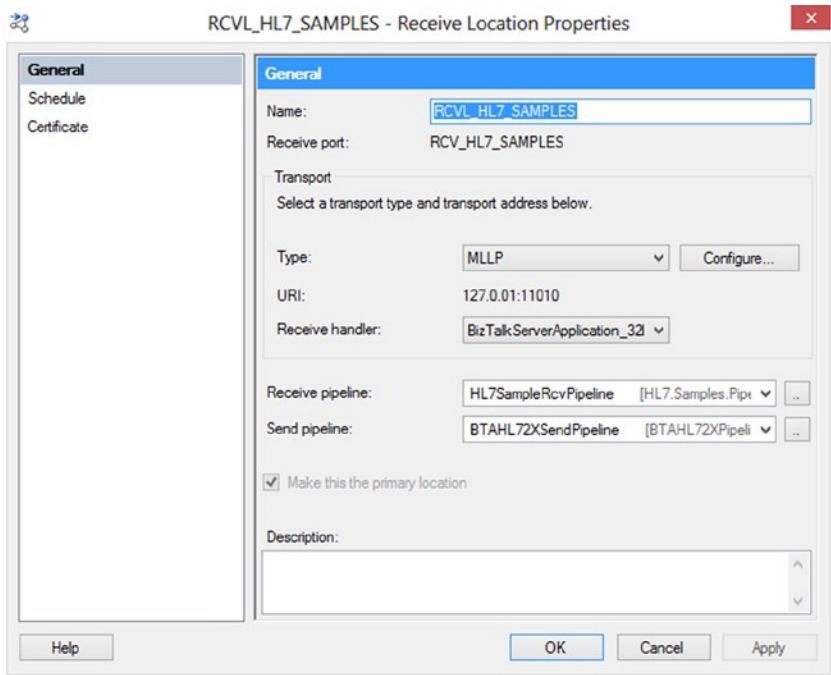 RCVL_HL7_SAMPLES - Receive Location Properties
General
Schedule
Certificate
General
Name: RCVL_HL7_SAMPLES
Receive port: RCV_HL7_SAMPLES
Transport
Select a transport type and transport address below.
Type: MLLP Configure...
URI: 127.0.01:11010
Receive handler: BizTalkServerApplication_32
Receive pipeline: HL7SampleRcvPipeline [HL7.Samples.Pipe ..
Send pipeline: BTAHL72XSendPipeline [BTAHL72XPipeli ..
Make this the primary location
Description:
Help OK Cancel Apply